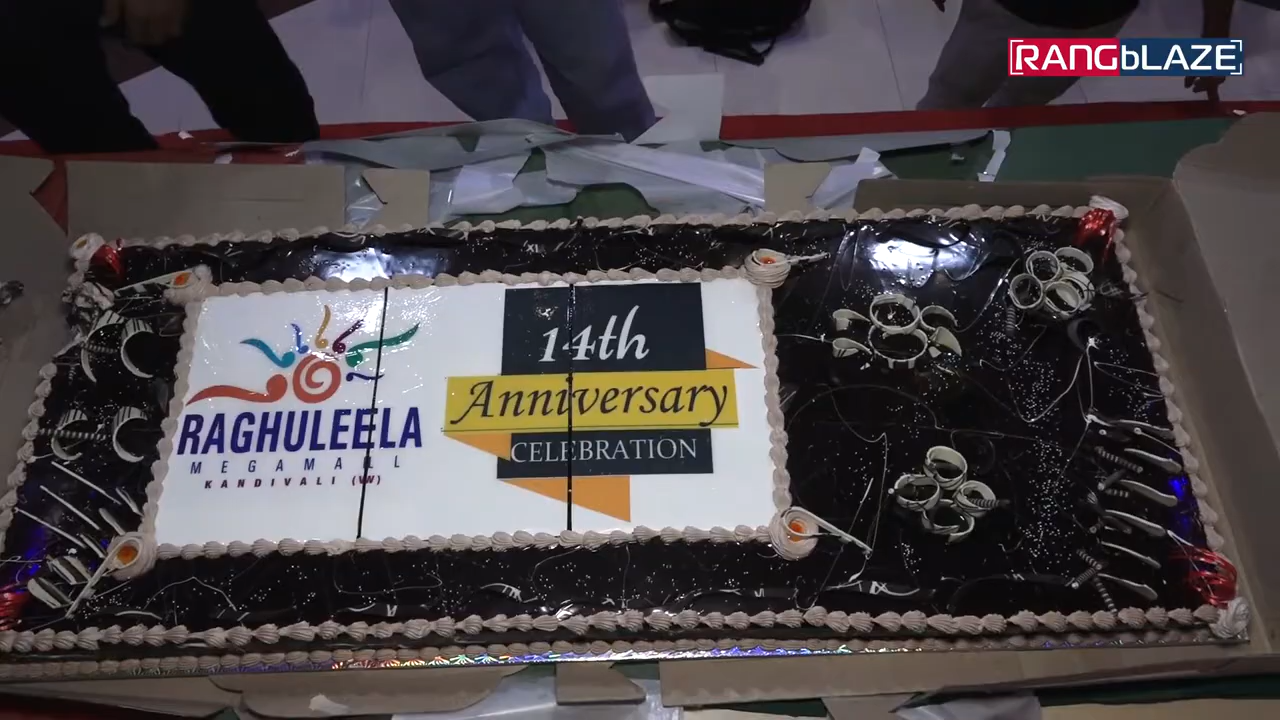 RANGbLAZE
RAGHULEELA
MEGAMALL
KANDIVALI (W)
14th
Anniversary
CELEBRATION